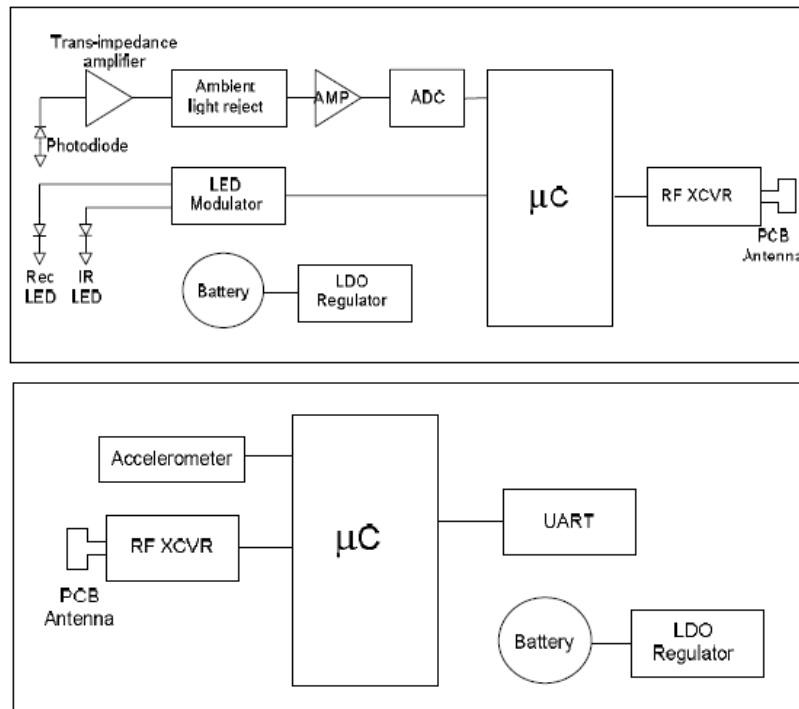 Trans-impedance
amplifier
Ambient
light reject
AMP
ADC
Photodiode
LED
Modulator
μC
RF XCVR
PCB
Antenna
Rec
LED
IR
LED
Battery
LDO
Regulator
Accelerometer
RF XCVR
μC
UART
PCB
Antenna
Battery
LDO
Regulator